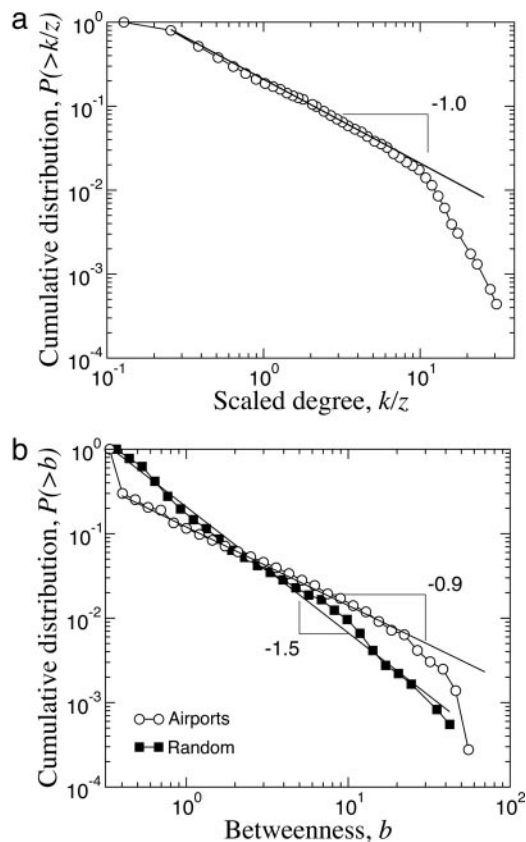 a
Cumulative distribution, P(>k/z)
10^0
10^-1
10^-2
10^-3
10^-4
-1.0
10^-1
10^0
10^1
Scaled degree, k/z
b
Cumulative distribution, P(>b)
10^0
10^-1
10^-2
10^-3
10^-4
-0.9
-1.5
Airports
Random
10^0
10^1
10^2
Betweenness, b